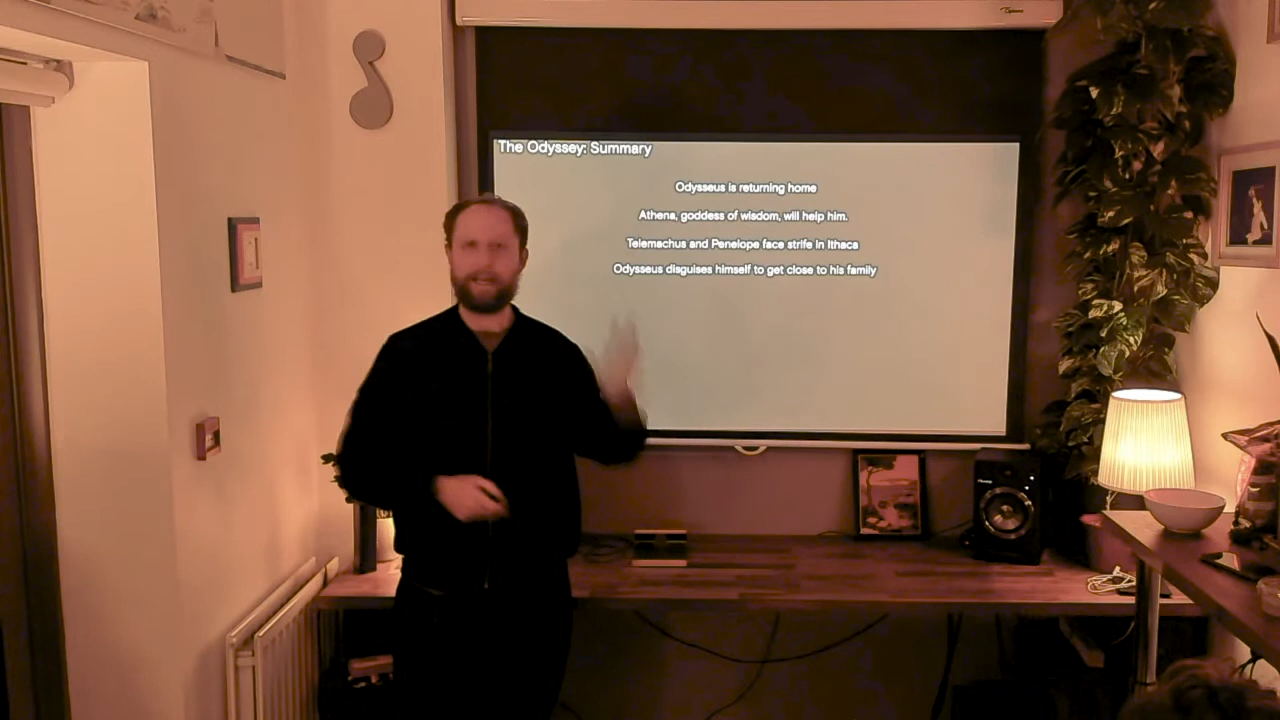 The Odyssey: Summary
Odysseus is returning home
Athena, goddess of wisdom, will help him.
Telemachus and Penelope face strife in Ithaca
Odysseus disguises himself to get close to his family